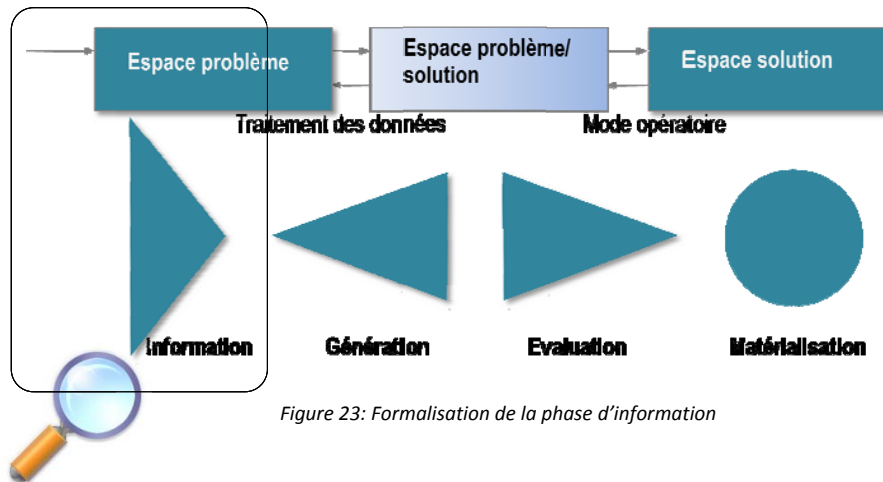 Espace problème
Espace problème/
solution
Espace solution
Traitement des données
Mode opératoire
Information
Génération
Evaluation
Matérialisation
Figure 23: Formalisation de la phase d’information